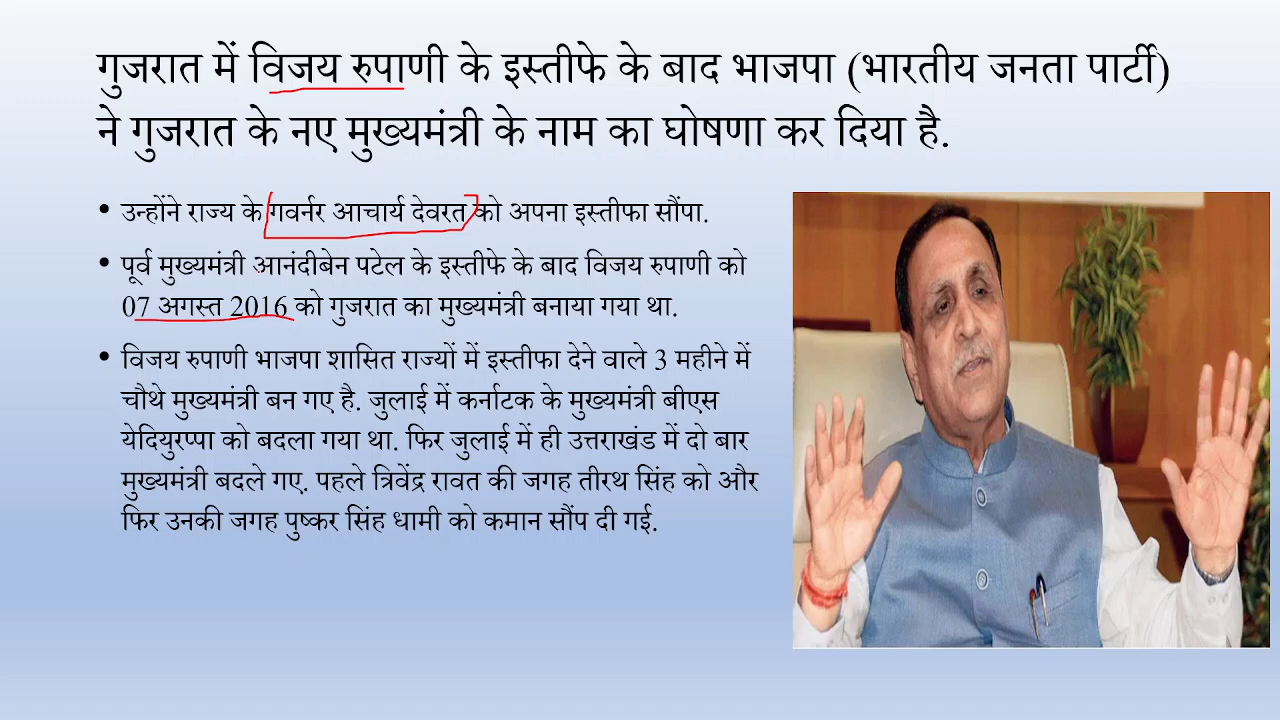 गुजरात में विजय रुपाणी के इस्तीफे के बाद भाजपा (भारतीय जनता पार्टी)
ने गुजरात के नए मुख्यमंत्री के नाम का घोषणा कर दिया है.
• उन्होंने राज्य के गवर्नर आचार्य देवरत को अपना इस्तीफा सौंपा.
• पूर्व मुख्यमंत्री आनंदीबेन पटेल के इस्तीफे के बाद विजय रुपाणी को
07 अगस्त 2016 को गुजरात का मुख्यमंत्री बनाया गया था.
• विजय रुपाणी भाजपा शासित राज्यों में इस्तीफा देने वाले 3 महीने में
चौथे मुख्यमंत्री बन गए है. जुलाई में कर्नाटक के मुख्यमंत्री बीएस
येदियुरप्पा को बदला गया था. फिर जुलाई में ही उत्तराखंड में दो बार
मुख्यमंत्री बदले गए. पहले त्रिवेंद्र रावत की जगह तीरथ सिंह को और
फिर उनकी जगह पुष्कर सिंह धामी को कमान सौंप दी गई.